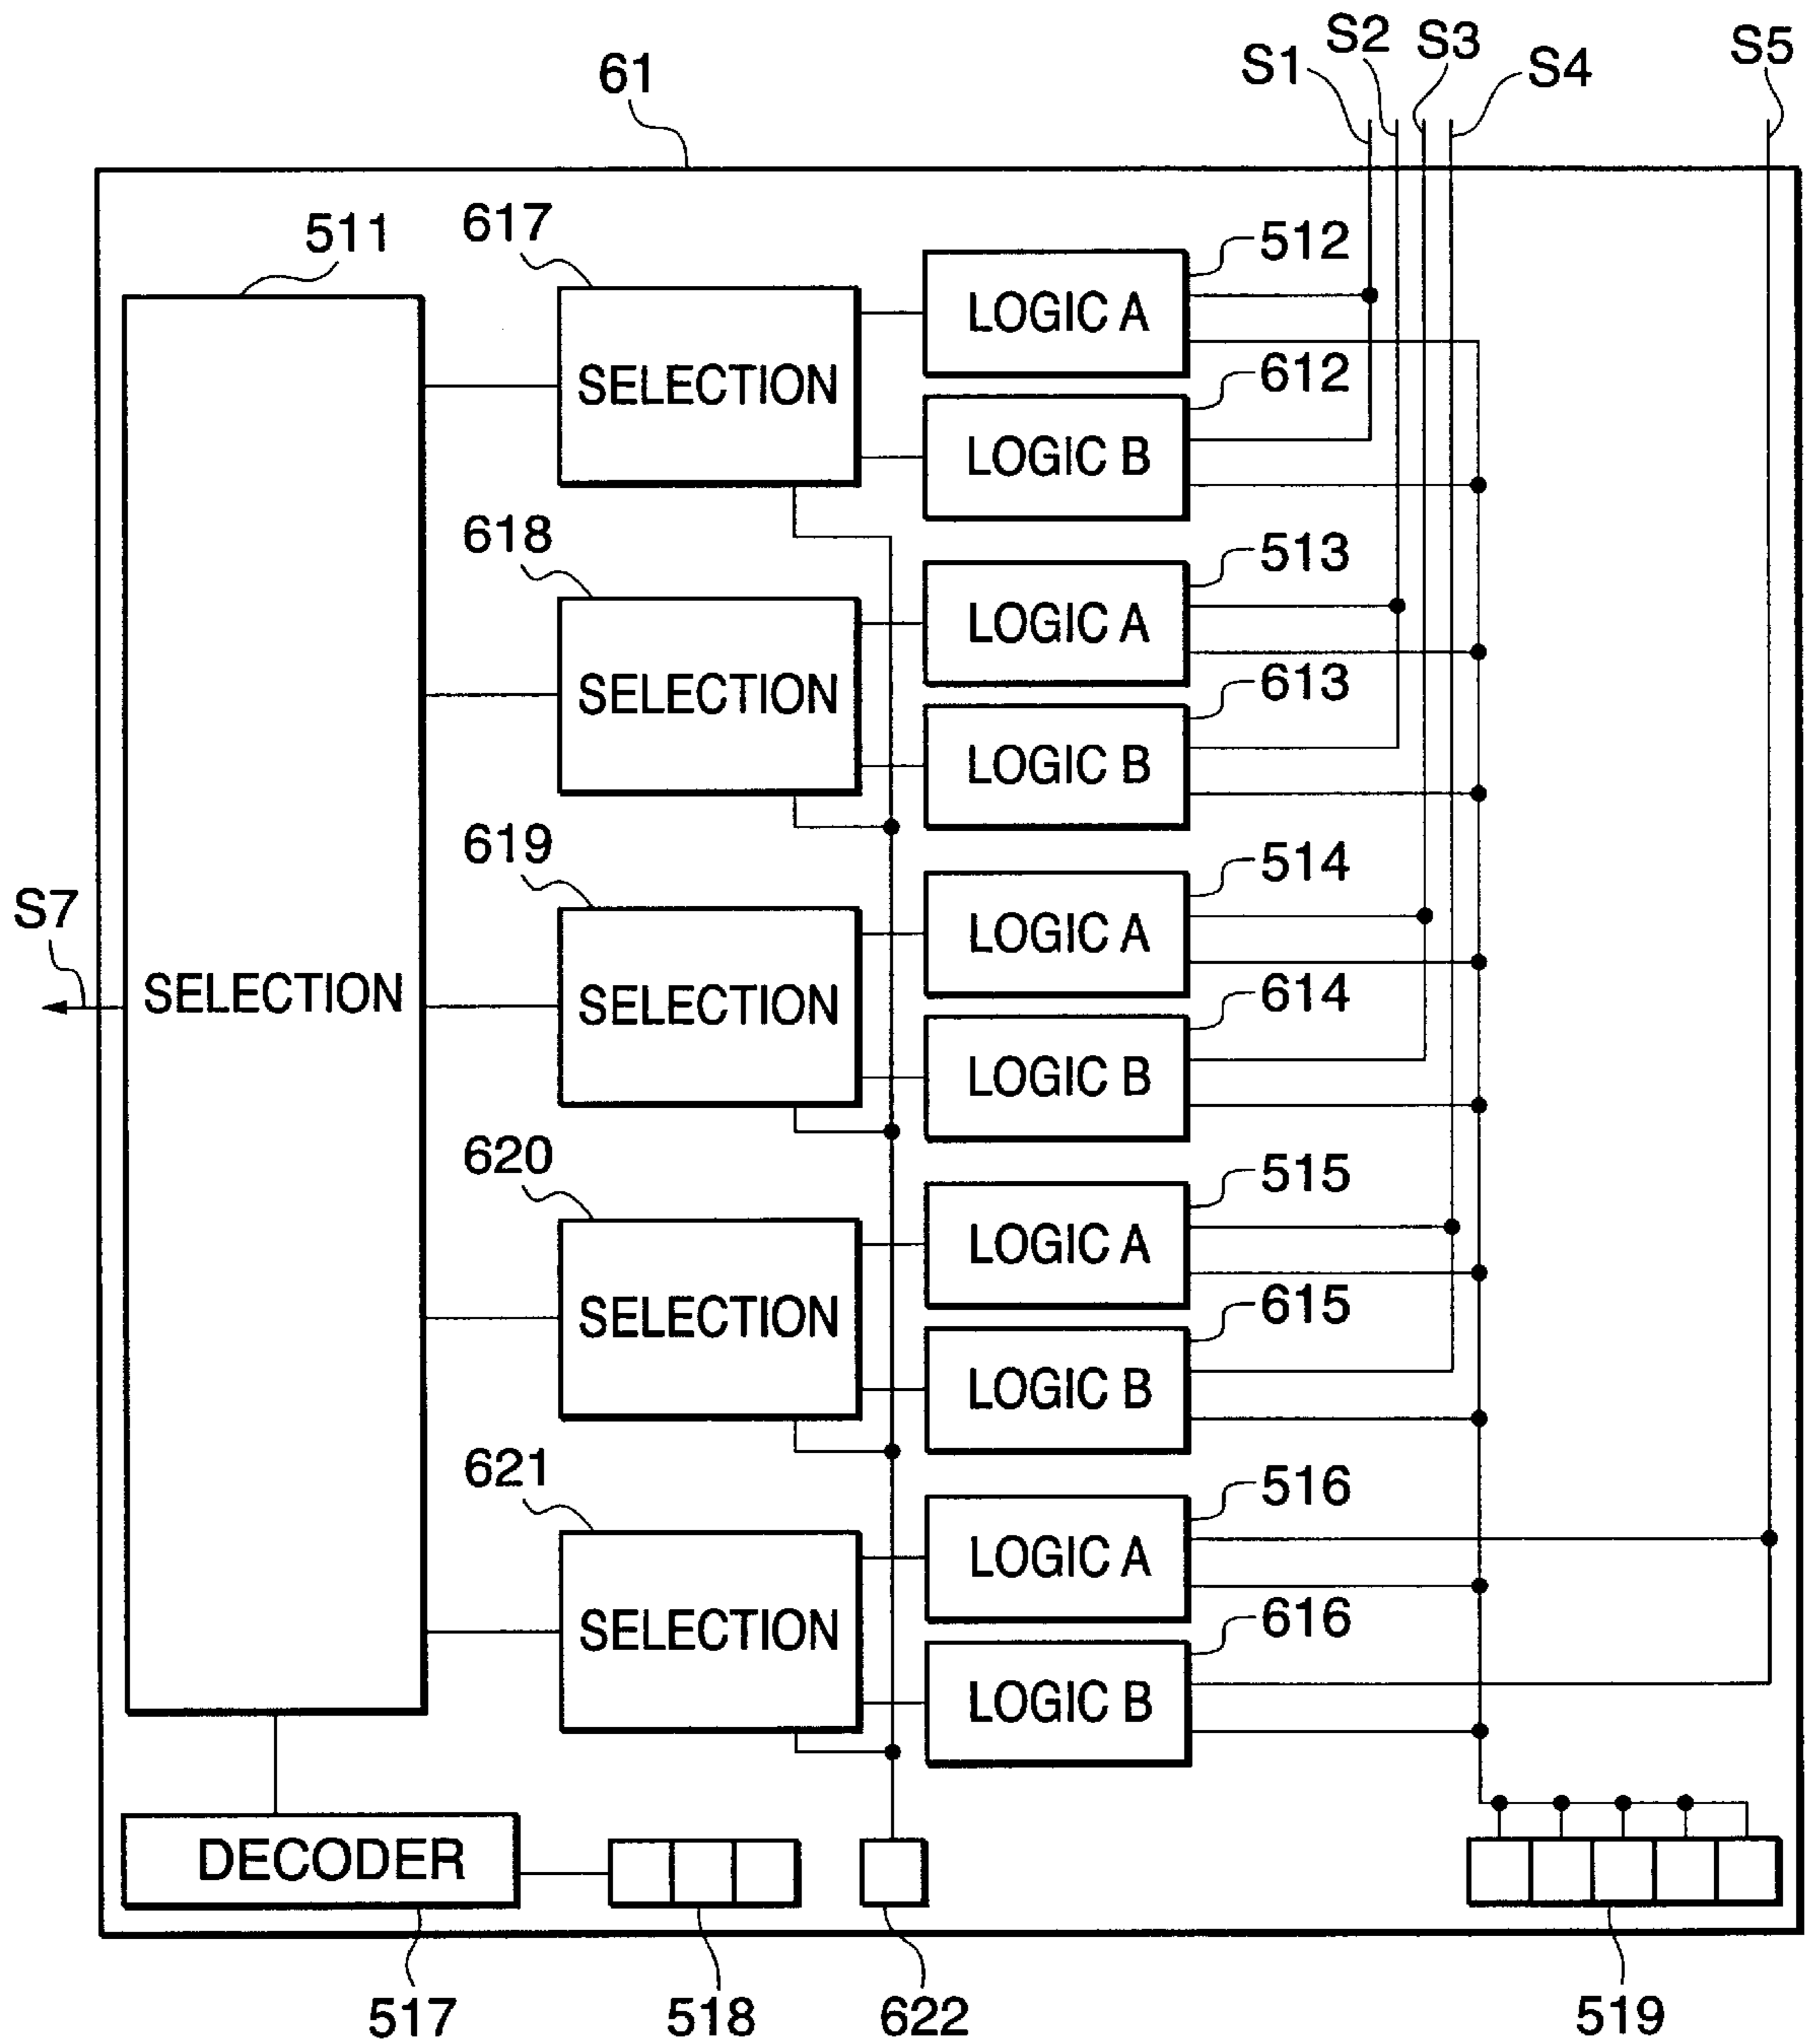 S1 S2 S3 S4 S5
61
511
617
512
LOGIC A
SELECTION
612
LOGIC B
618
513
LOGIC A
SELECTION
613
LOGIC B
619
514
S7
LOGIC A
SELECTION
SELECTION
614
LOGIC B
620
515
LOGIC A
SELECTION
615
LOGIC B
621
516
LOGIC A
SELECTION
616
LOGIC B
DECODER
517 518 622 519